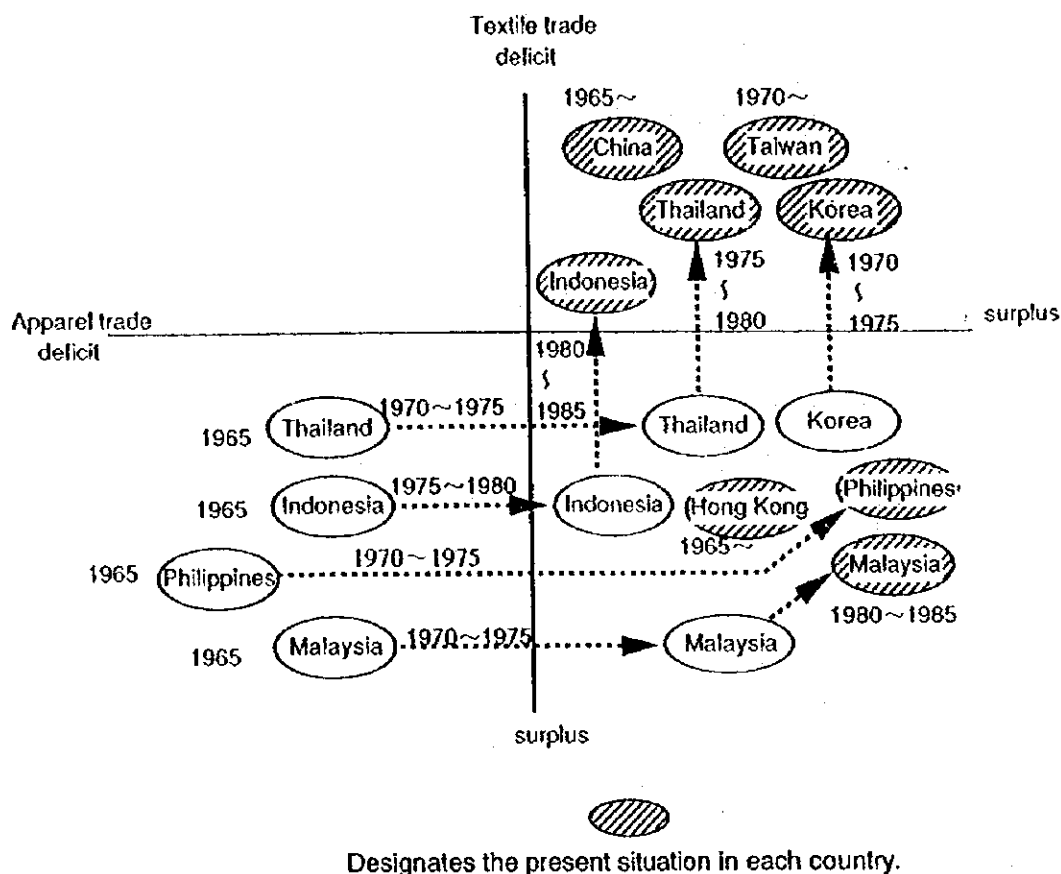 Textile trade
deficit
1965～
1970～
China
Taiwan
Thailand
Korea
Indonesia
1975
～
1980
1970
～
1975
Apparel trade
deficit
surplus
1980
～
1985
1965
Thailand
1970～1975
Thailand
Korea
1965
Indonesia
1975～1980
Indonesia
Hong Kong
1965～
Philippines
1965
Philippines
1970～1975
Malaysia
1980～1985
1965
Malaysia
1970～1975
Malaysia
surplus
Designates the present situation in each country.